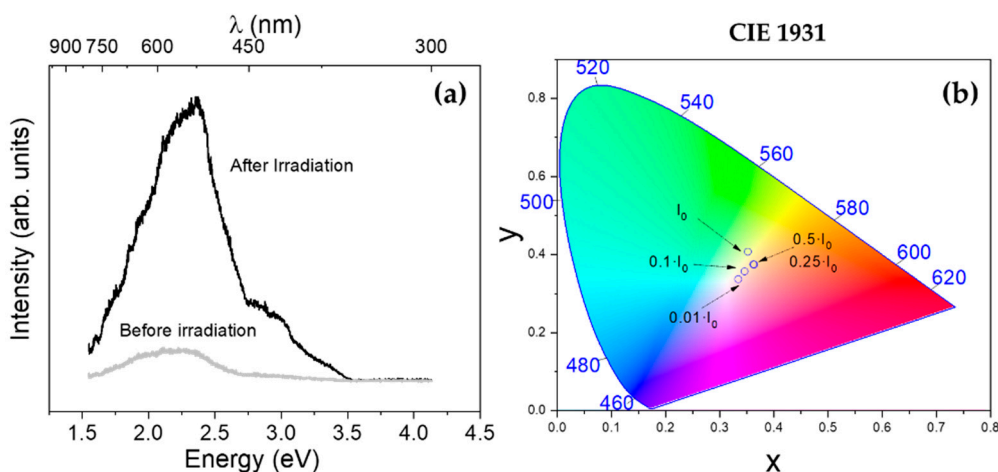 λ (nm)
900 750 600 450 300
(a)
After Irradiation
Before irradiation
Intensity (arb. units)
1.5 2.0 2.5 3.0 3.5 4.0 4.5
Energy (eV)
CIE 1931
(b)
520
540
560
500
580
600
620
480
460
I₀
0.5·I₀
0.1·I₀
0.25·I₀
0.01·I₀
y
0.8
0.6
0.4
0.2
0.0
0.0 0.1 0.2 0.3 0.4 0.5 0.6 0.7 0.8
x